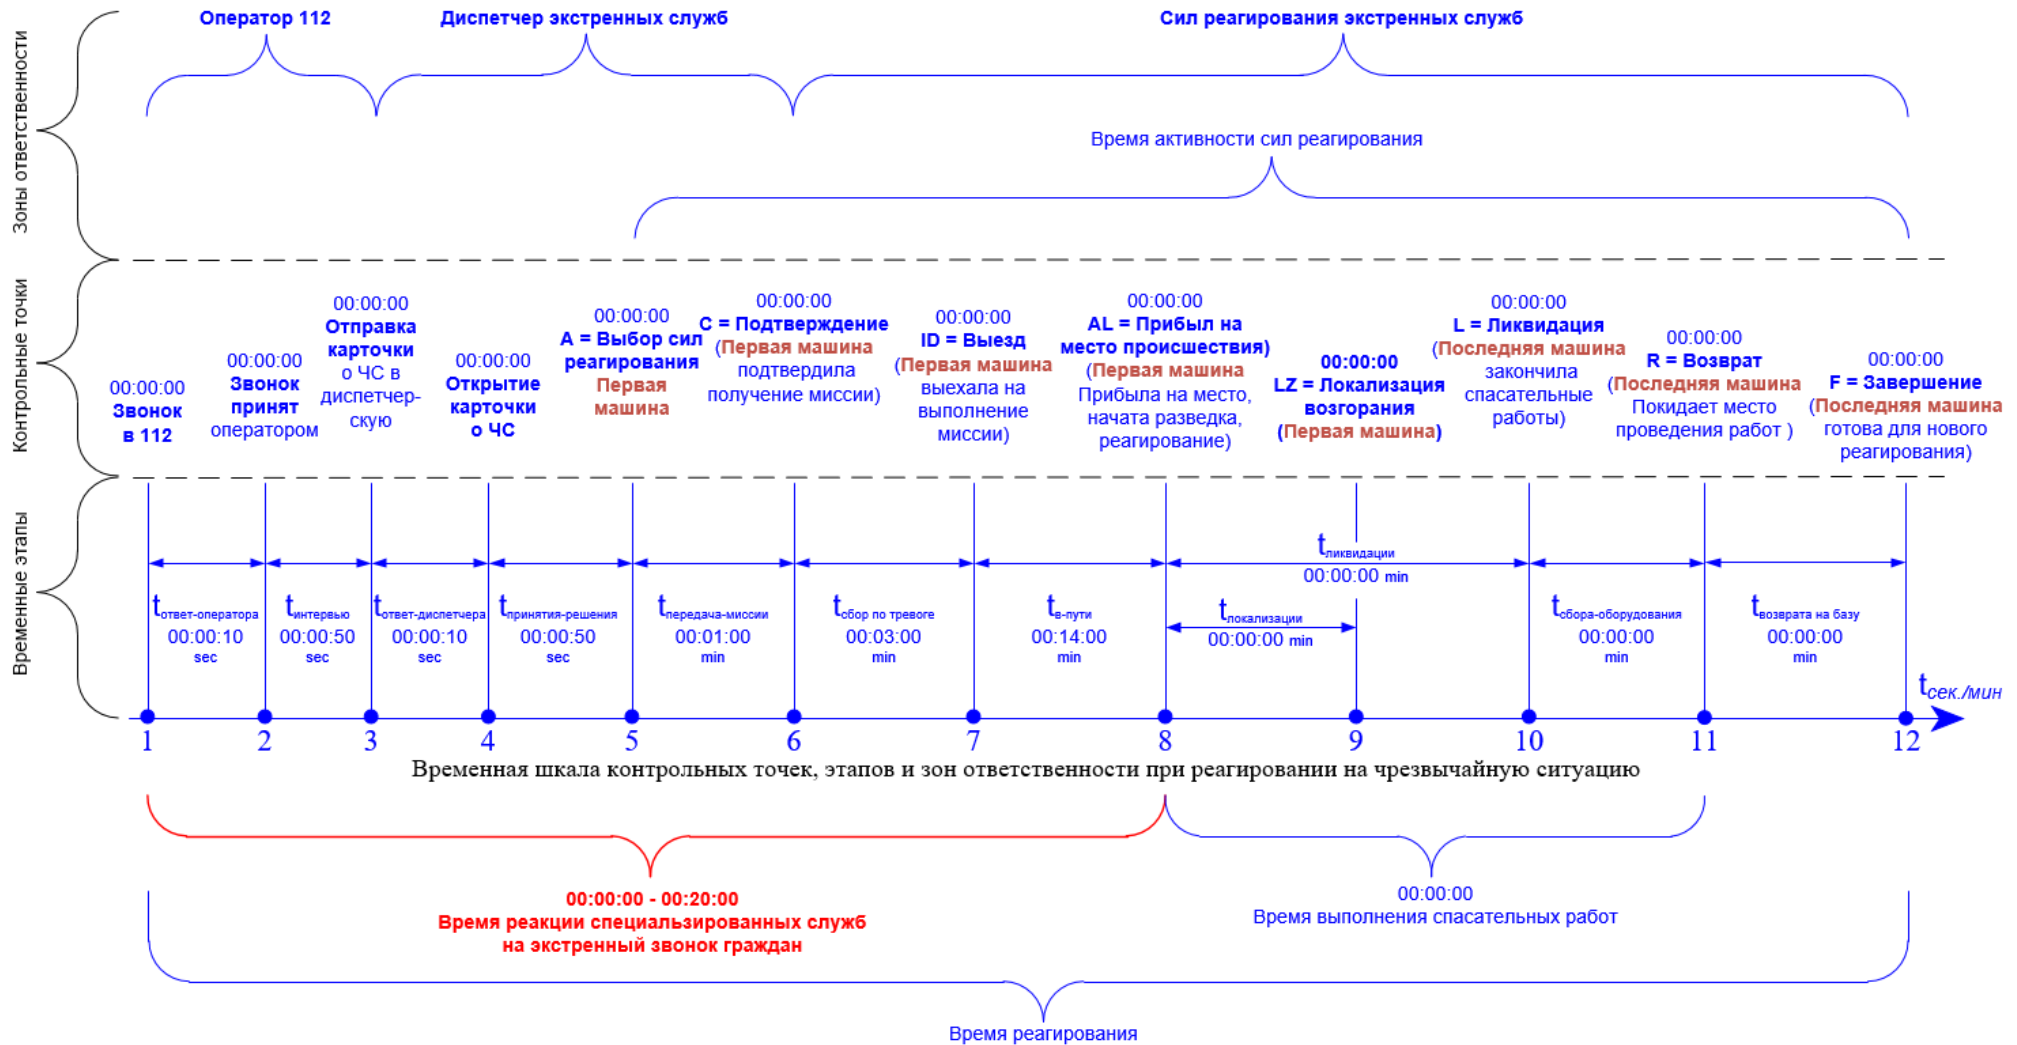 Оператор 112
Диспетчер экстренных служб
Сил реагирования экстренных служб
Зоны ответственности
Время активности сил реагирования
Контрольные точки
00:00:00
Звонок
в 112
00:00:00
Звонок
принят
оператором
00:00:00
Отправка
карточки
о ЧС в
диспетчер-
скую
00:00:00
Открытие
карточки
о ЧС
00:00:00
A = Выбор сил
реагирования
Первая
машина
00:00:00
C = Подтверждение
(Первая машина
подтвердила
получение миссии)
00:00:00
ID = Выезд
(Первая машина
выехала на
выполнение
миссии)
00:00:00
AL = Прибыл на
место происшествия)
(Первая машина
Прибыла на место,
начата разведка,
реагирование)
00:00:00
LZ = Локализация
возгорания
(Первая машина)
00:00:00
L = Ликвидация
(Последняя машина
закончила
спасательные
работы)
00:00:00
R = Возврат
(Последняя машина
Покидает место
проведения работ )
00:00:00
F = Завершение
(Последняя машина
готова для нового
реагирования)
Временные этапы
tответ-оператора
00:00:10
sec
tинтервью
00:00:50
sec
tответ-диспетчера
00:00:10
sec
tпринятия-решения
00:00:50
sec
tпередача-миссии
00:01:00
min
tсбор по тревоге
00:03:00
min
tв-пути
00:14:00
min
tликвидации
00:00:00 min
tлокализации
00:00:00 min
tсбора-оборудования
00:00:00
min
tвозврата на базу
00:00:00
min
tсек./мин
1 2 3 4 5 6 7 8 9 10 11 12
Временная шкала контрольных точек, этапов и зон ответственности при реагировании на чрезвычайную ситуацию
00:00:00 - 00:20:00
Время реакции специальзированных служб
на экстренный звонок граждан
00:00:00
Время выполнения спасательных работ
Время реагирования